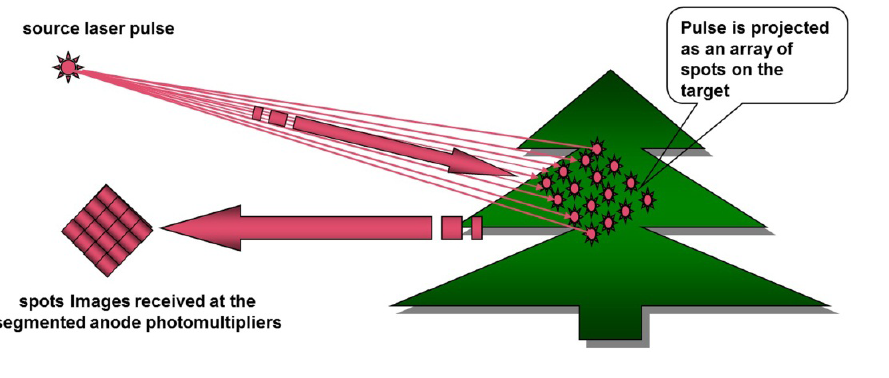 source laser pulse
Pulse is projected
as an array of
spots on the
target
spots Images received at the
segmented anode photomultipliers